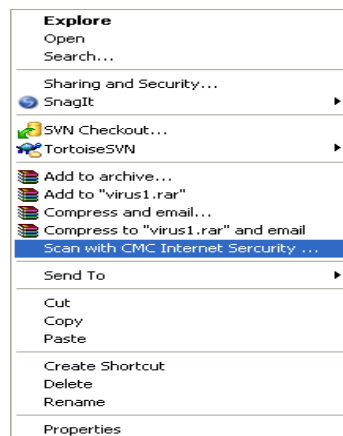 Explore
Open
Search...
Sharing and Security...
SnagIt
SVN Checkout...
TortoiseSVN
Add to archive...
Add to "virus1.rar"
Compress and email...
Compress to "virus1.rar" and email
Scan with CMC Internet Sercurity ...
Send To
Cut
Copy
Paste
Create Shortcut
Delete
Rename
Properties